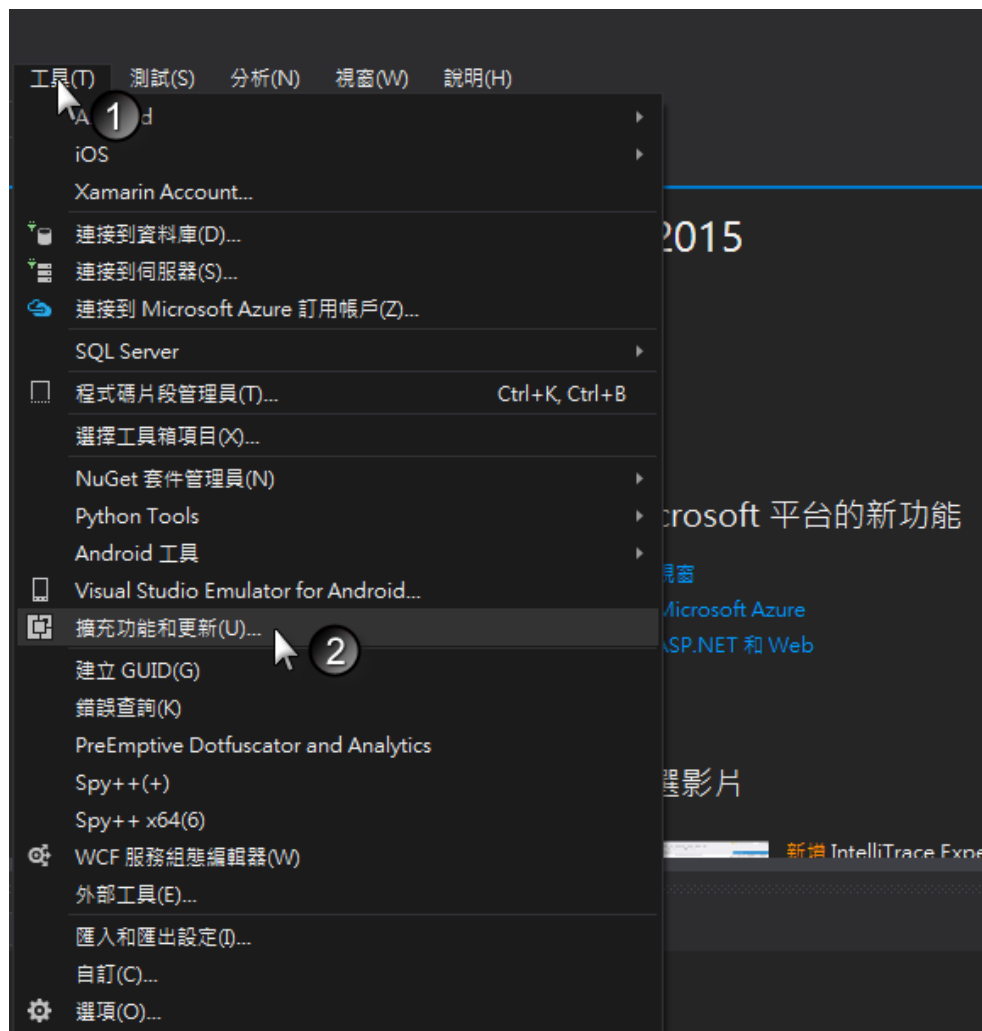 工具(T) 測試(S) 分析(N) 視窗(W) 說明(H)
1
iOS
Xamarin Account...
連接到資料庫(D)...
2015
連接到伺服器(S)...
連接到 Microsoft Azure 訂用帳戶(Z)...
SQL Server
程式碼片段管理員(T)... Ctrl+K, Ctrl+B
選擇工具箱項目(X)...
NuGet 套件管理員(N)
Python Tools
crosoft 平台的新功能
Android 工具
視窗
Visual Studio Emulator for Android...
Microsoft Azure
擴充功能和更新(U)...
2
ASP.NET 和 Web
建立 GUID(G)
錯誤查詢(K)
PreEmptive Dotfuscator and Analytics
Spy++(+)
選影片
Spy++ x64(6)
WCF 服務組態編輯器(W)
新增 IntelliTrace Expe
外部工具(E)...
匯入和匯出設定(I)...
自訂(C)...
選項(O)...